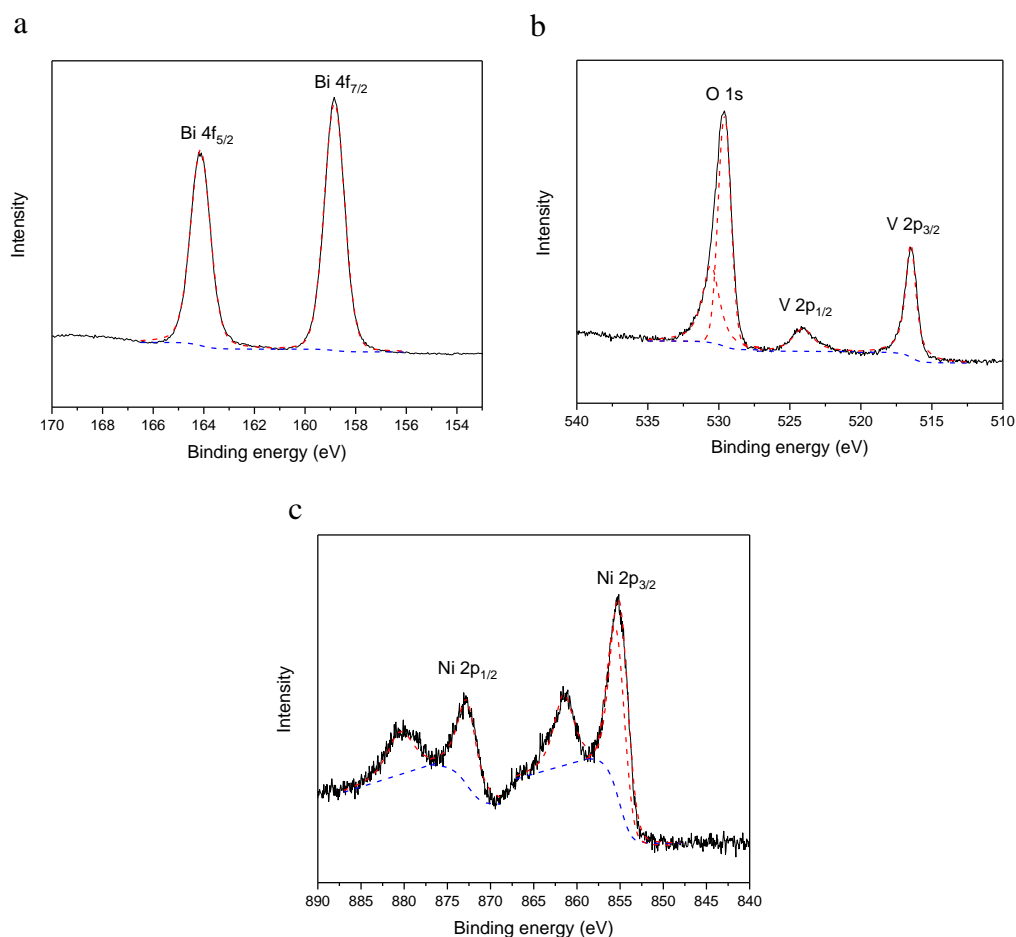 a
Bi 4f5/2
Bi 4f7/2
Intensity
170 168 166 164 162 160 158 156 154
Binding energy (eV)
b
O 1s
V 2p1/2
V 2p3/2
Intensity
540 535 530 525 520 515 510
Binding energy (eV)
c
Ni 2p1/2
Ni 2p3/2
Intensity
890 885 880 875 870 865 860 855 850 845 840
Binding energy (eV)